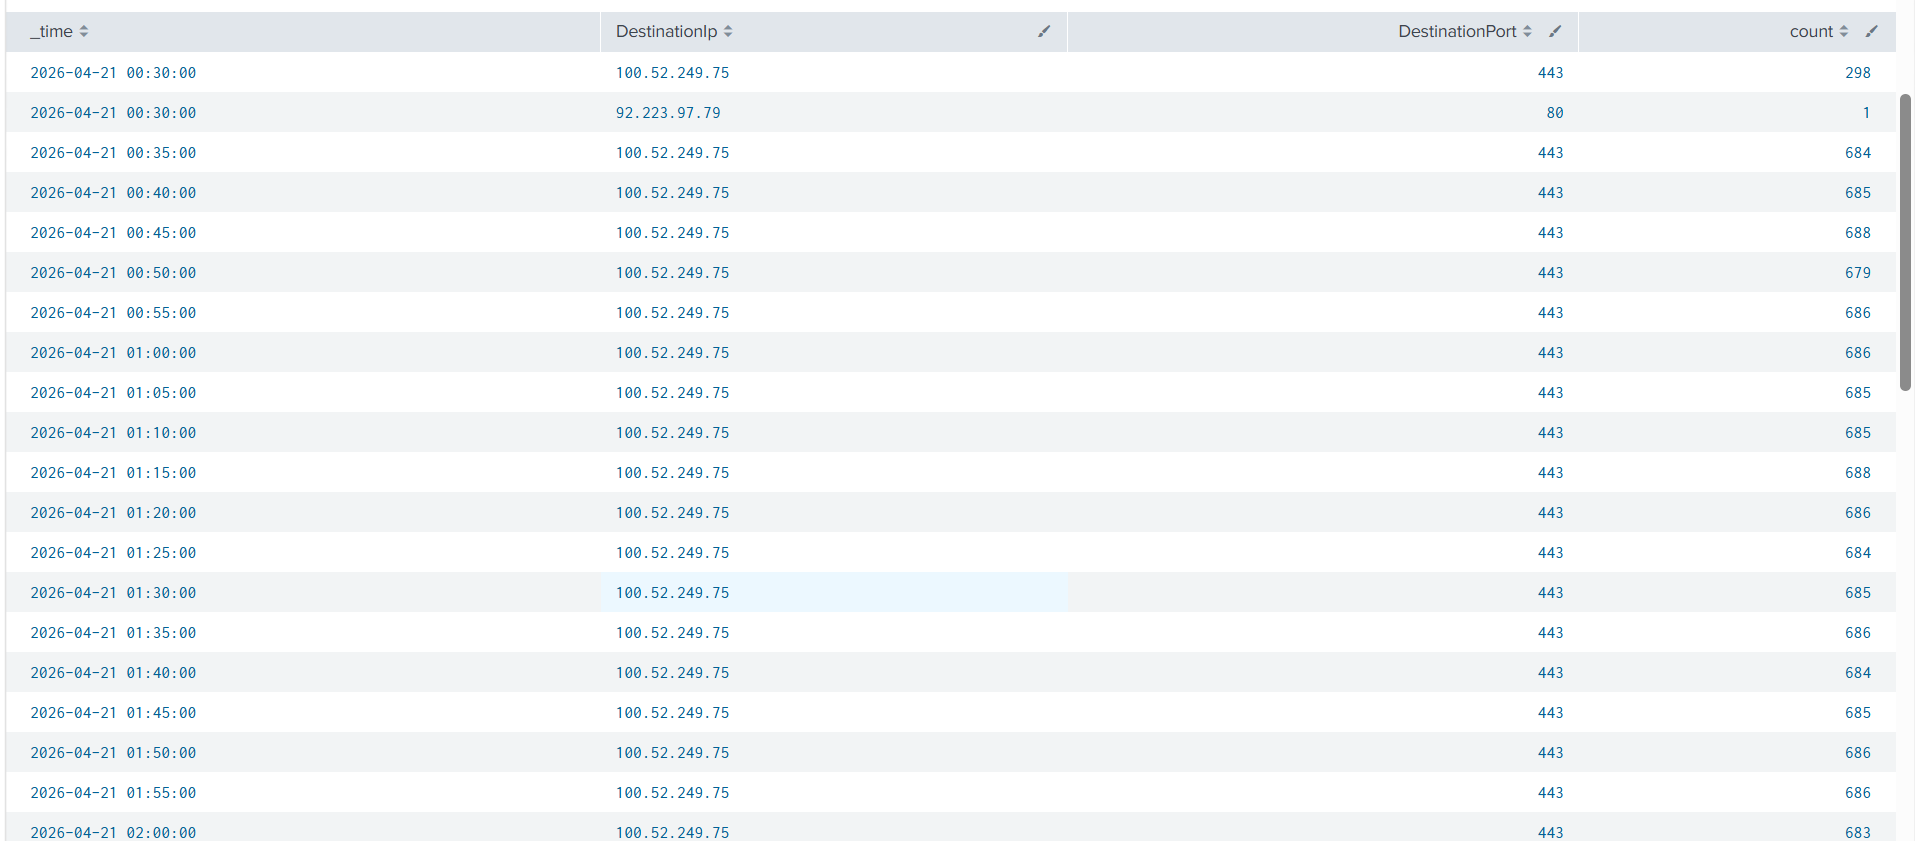 _time DestinationIp DestinationPort count
2026-04-21 00:30:00 100.52.249.75 443 298
2026-04-21 00:30:00 92.223.97.79 80 1
2026-04-21 00:35:00 100.52.249.75 443 684
2026-04-21 00:40:00 100.52.249.75 443 685
2026-04-21 00:45:00 100.52.249.75 443 688
2026-04-21 00:50:00 100.52.249.75 443 679
2026-04-21 00:55:00 100.52.249.75 443 686
2026-04-21 01:00:00 100.52.249.75 443 686
2026-04-21 01:05:00 100.52.249.75 443 685
2026-04-21 01:10:00 100.52.249.75 443 685
2026-04-21 01:15:00 100.52.249.75 443 688
2026-04-21 01:20:00 100.52.249.75 443 686
2026-04-21 01:25:00 100.52.249.75 443 684
2026-04-21 01:30:00 100.52.249.75 443 685
2026-04-21 01:35:00 100.52.249.75 443 686
2026-04-21 01:40:00 100.52.249.75 443 684
2026-04-21 01:45:00 100.52.249.75 443 685
2026-04-21 01:50:00 100.52.249.75 443 686
2026-04-21 01:55:00 100.52.249.75 443 686
2026-04-21 02:00:00 100.52.249.75 443 683